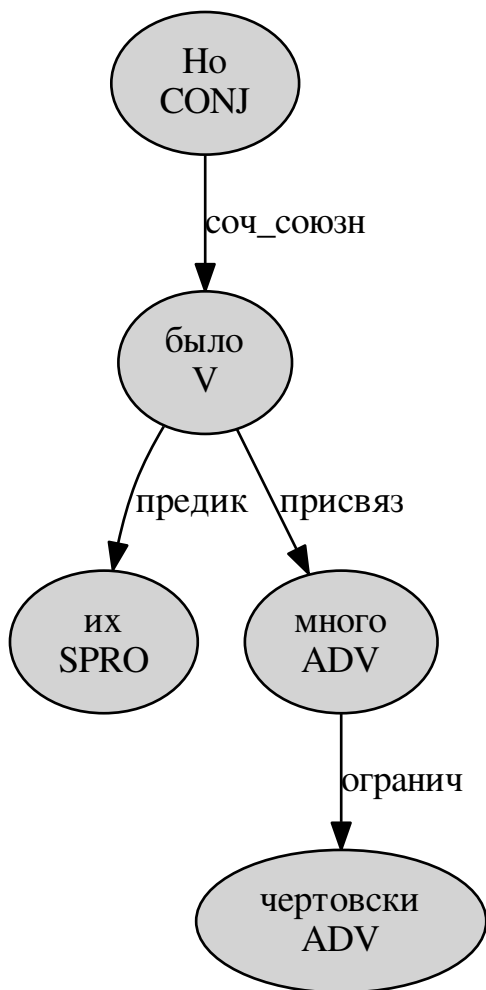 Но
CONJ
соч_союзн
было
V
предик
присвяз
их
SPRO
много
ADV
огранич
чертовски
ADV